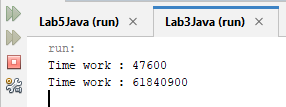 Lab5Java (run) × Lab3Java (run) ×
run:
Time work : 47600
Time work : 61840900